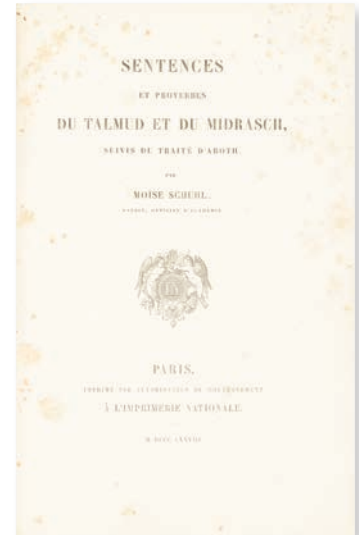 SENTENCES
ET PROVERBES
DU TALMUD ET DU MIDRASCH,
SUIVIS DU TRAITÉ D'ABOTH
PAR
MOÏSE SCHUHL,
RABBIN, OFFICIER D'ACADÉMIE
PARIS,
IMPRIMÉ PAR AUTORISATION DU GOUVERNEMENT
À L'IMPRIMERIE NATIONALE
M DCCC LXXVIII